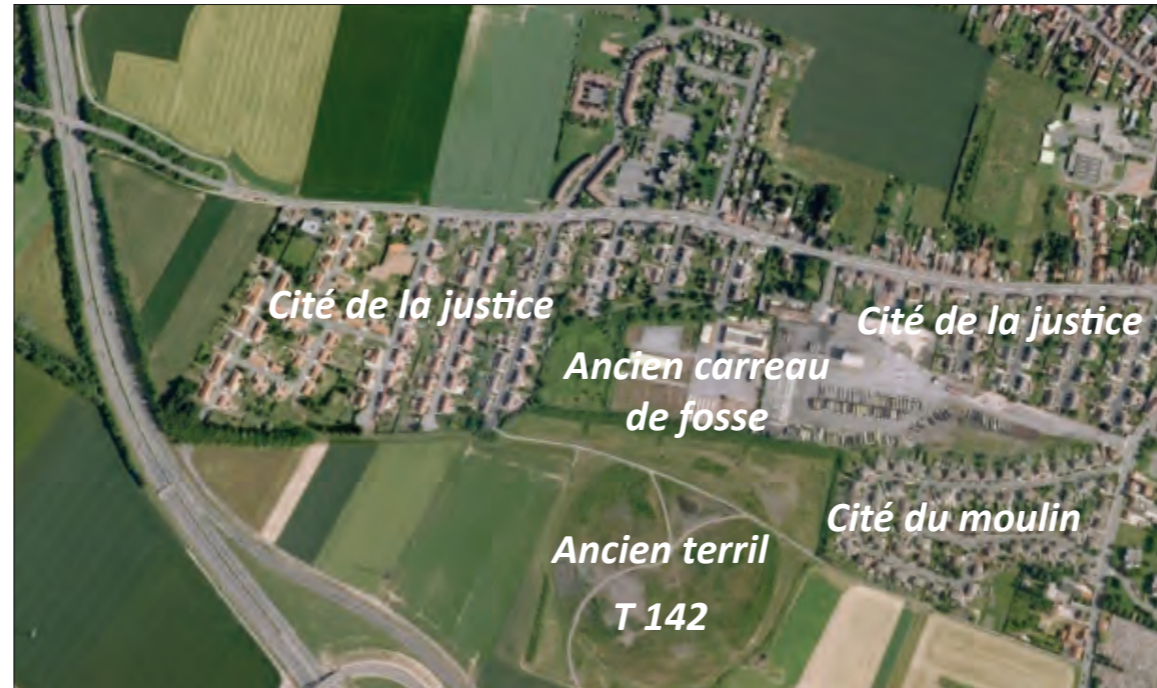 Cité de la justice
Cité de la justice
Ancien carreau
de fosse
Cité du moulin
Ancien terril
T 142